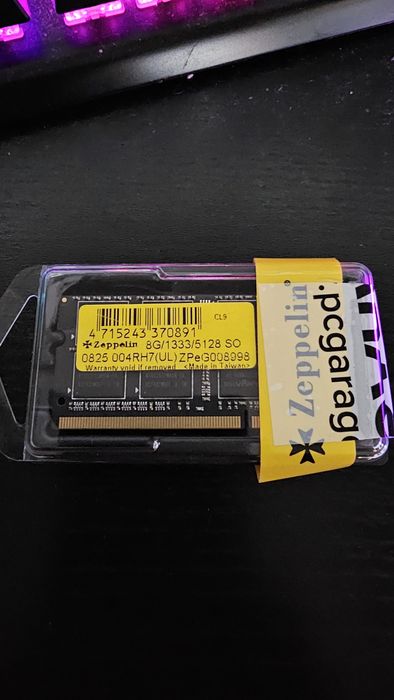 CL9
4 715243 370891
Zeppelin 8G/1333/5128 SO
0825 004RH7(UL) ZPeG008998
Warranty void if removed <Made in Taiwan>
Zeppelin
.pcgarag